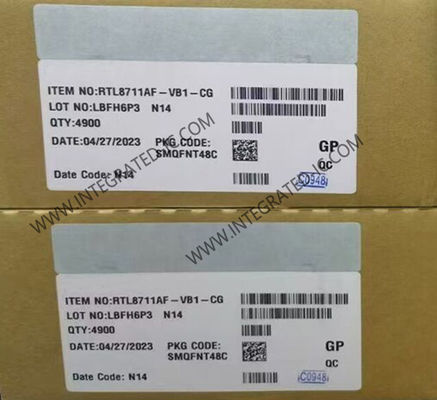 ITEM NO:RTL8711AF-VB1-CG
LOT NO:LBFH6P3 N14
QTY:4900
DATE:04/27/2023 PKG CODE:
SMQFNT48C
GP
QC
Date Code: N14
C0948
WWW.INTEGRATEDIC.COM
ITEM NO:RTL8711AF-VB1-CG
LOT NO:LBFH6P3 N14
QTY:4900
DATE:04/27/2023 PKG CODE:
SMQFNT48C
GP
QC
Date Code: N14
C0948
WWW.INTEGRATEDIC.COM